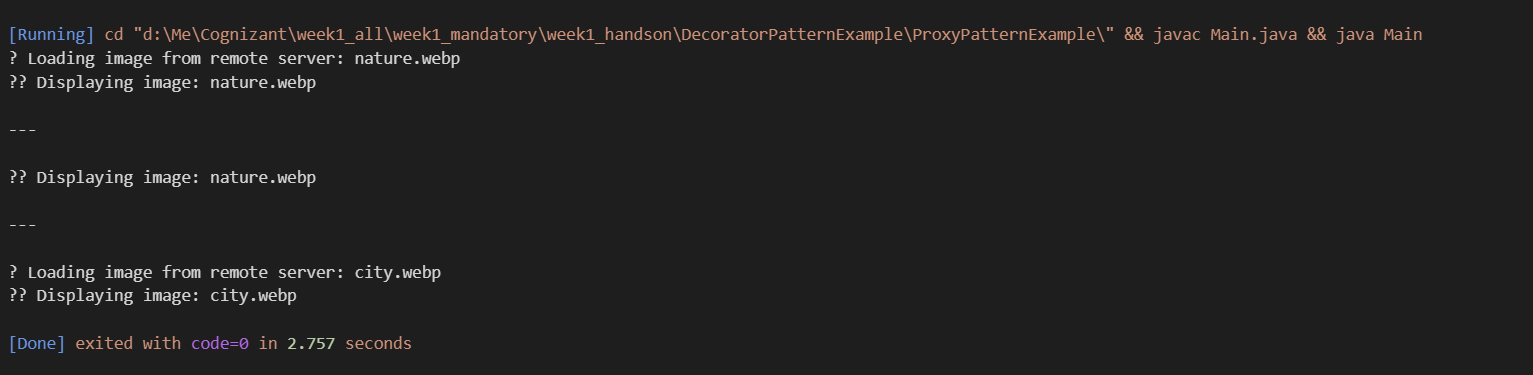 [Running] cd "d:\Me\Cognizant\week1_all\week1_mandatory\week1_handson\DecoratorPatternExample\ProxyPatternExample\" && javac Main.java && java Main
? Loading image from remote server: nature.webp
?? Displaying image: nature.webp
---
?? Displaying image: nature.webp
---
? Loading image from remote server: city.webp
?? Displaying image: city.webp
[Done] exited with code=0 in 2.757 seconds